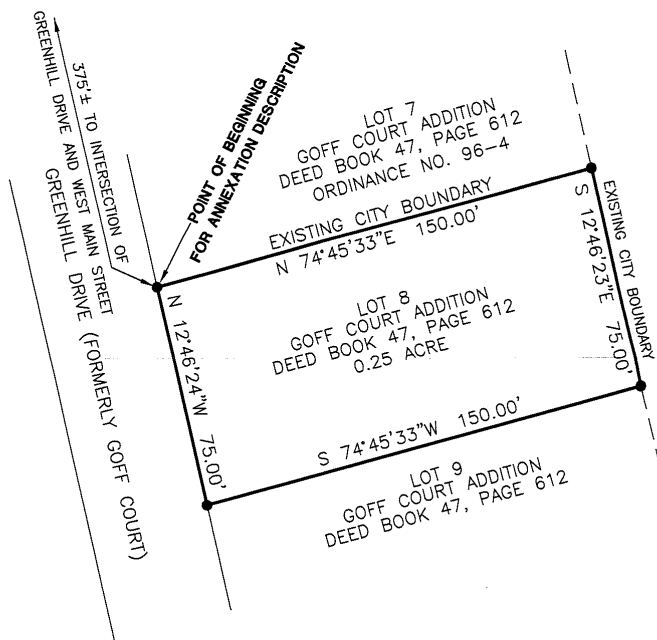 GREENHILL DRIVE AND WEST MAIN STREET
375'± TO INTERSECTION OF
GREENHILL DRIVE (FORMERLY GOFF COURT)
POINT OF BEGINNING
FOR ANNEXATION DESCRIPTION
LOT 7
GOFF COURT ADDITION
DEED BOOK 47, PAGE 612
ORDINANCE NO. 96-4
EXISTING CITY BOUNDARY
N 74°45'33"E 150.00'
EXISTING CITY BOUNDARY
S 12°46'23"E 75.00'
LOT 8
GOFF COURT ADDITION
DEED BOOK 47, PAGE 612
0.25 ACRE
N 12°46'24"W 75.00'
S 74°45'33"W 150.00'
LOT 9
GOFF COURT ADDITION
DEED BOOK 47, PAGE 612